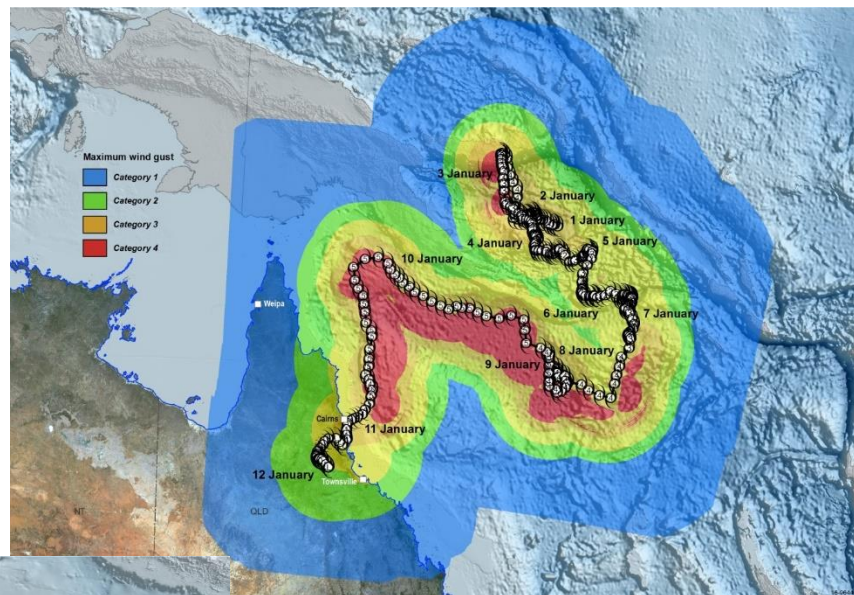 Maximum wind gust
Category 1
Category 2
Category 3
Category 4
3 January
2 January
1 January
4 January
5 January
10 January
Weipa
6 January
7 January
8 January
9 January
Cairns
11 January
12 January
Townsville
NT
QLD